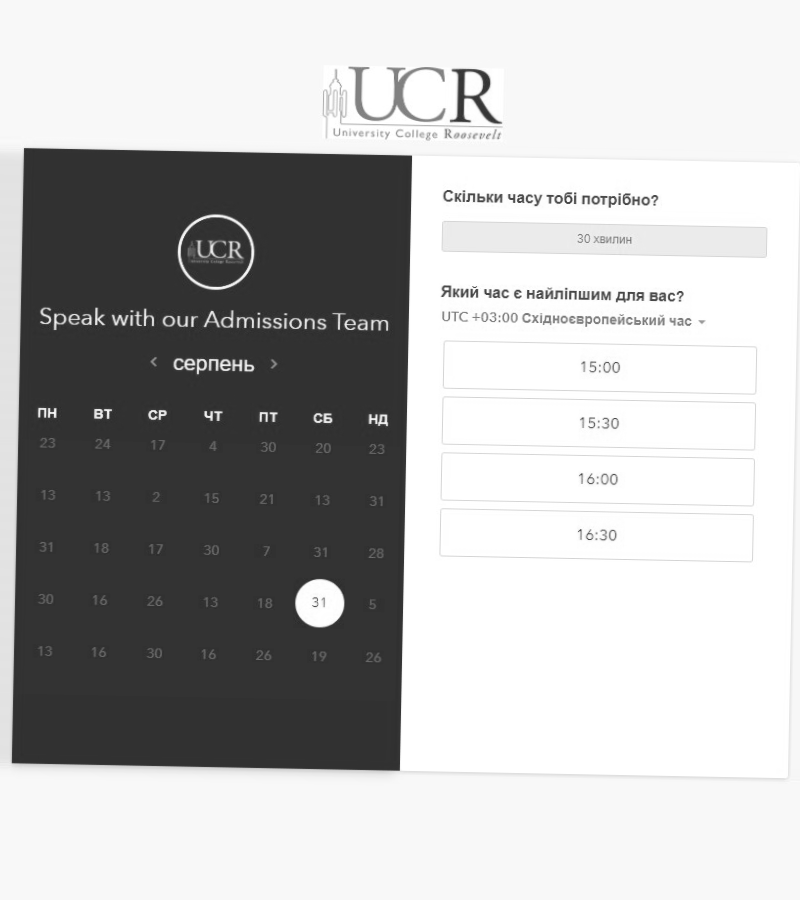 UCR
University College Roosevelt
UCR
University College Roosevelt
Speak with our Admissions Team
‹ серпень ›
ПН ВТ СР ЧТ ПТ СБ НД
23 24 17 4 30 20 23
13 13 2 15 21 13 31
31 18 17 30 7 31 28
30 16 26 13 18 31 5
13 16 30 16 26 19 26
Скільки часу тобі потрібно?
30 хвилин
Який час є найліпшим для вас?
UTC +03:00 Східноєвропейський час
15:00
15:30
16:00
16:30